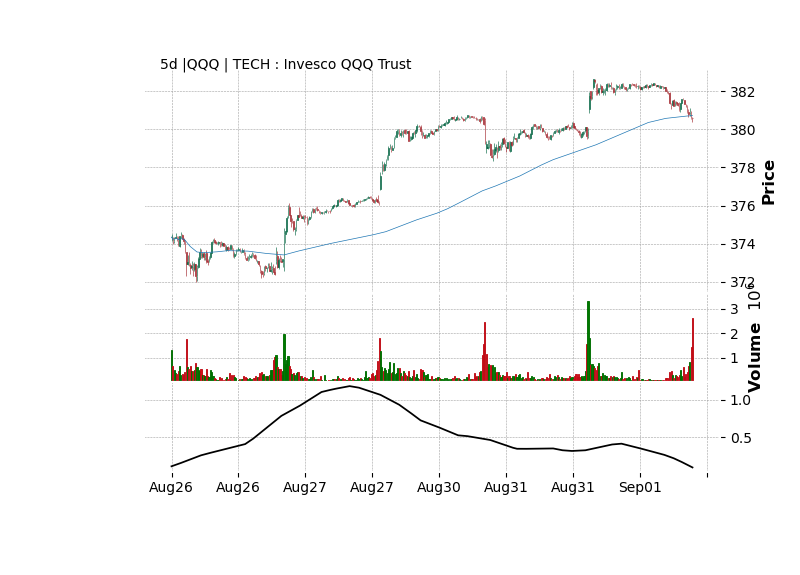 5d |QQQ | TECH : Invesco QQQ Trust
382
380
378
376
374
372
Price
3
2
1
Volume 10^6
1.0
0.5
Aug26 Aug26 Aug27 Aug27 Aug30 Aug31 Aug31 Sep01